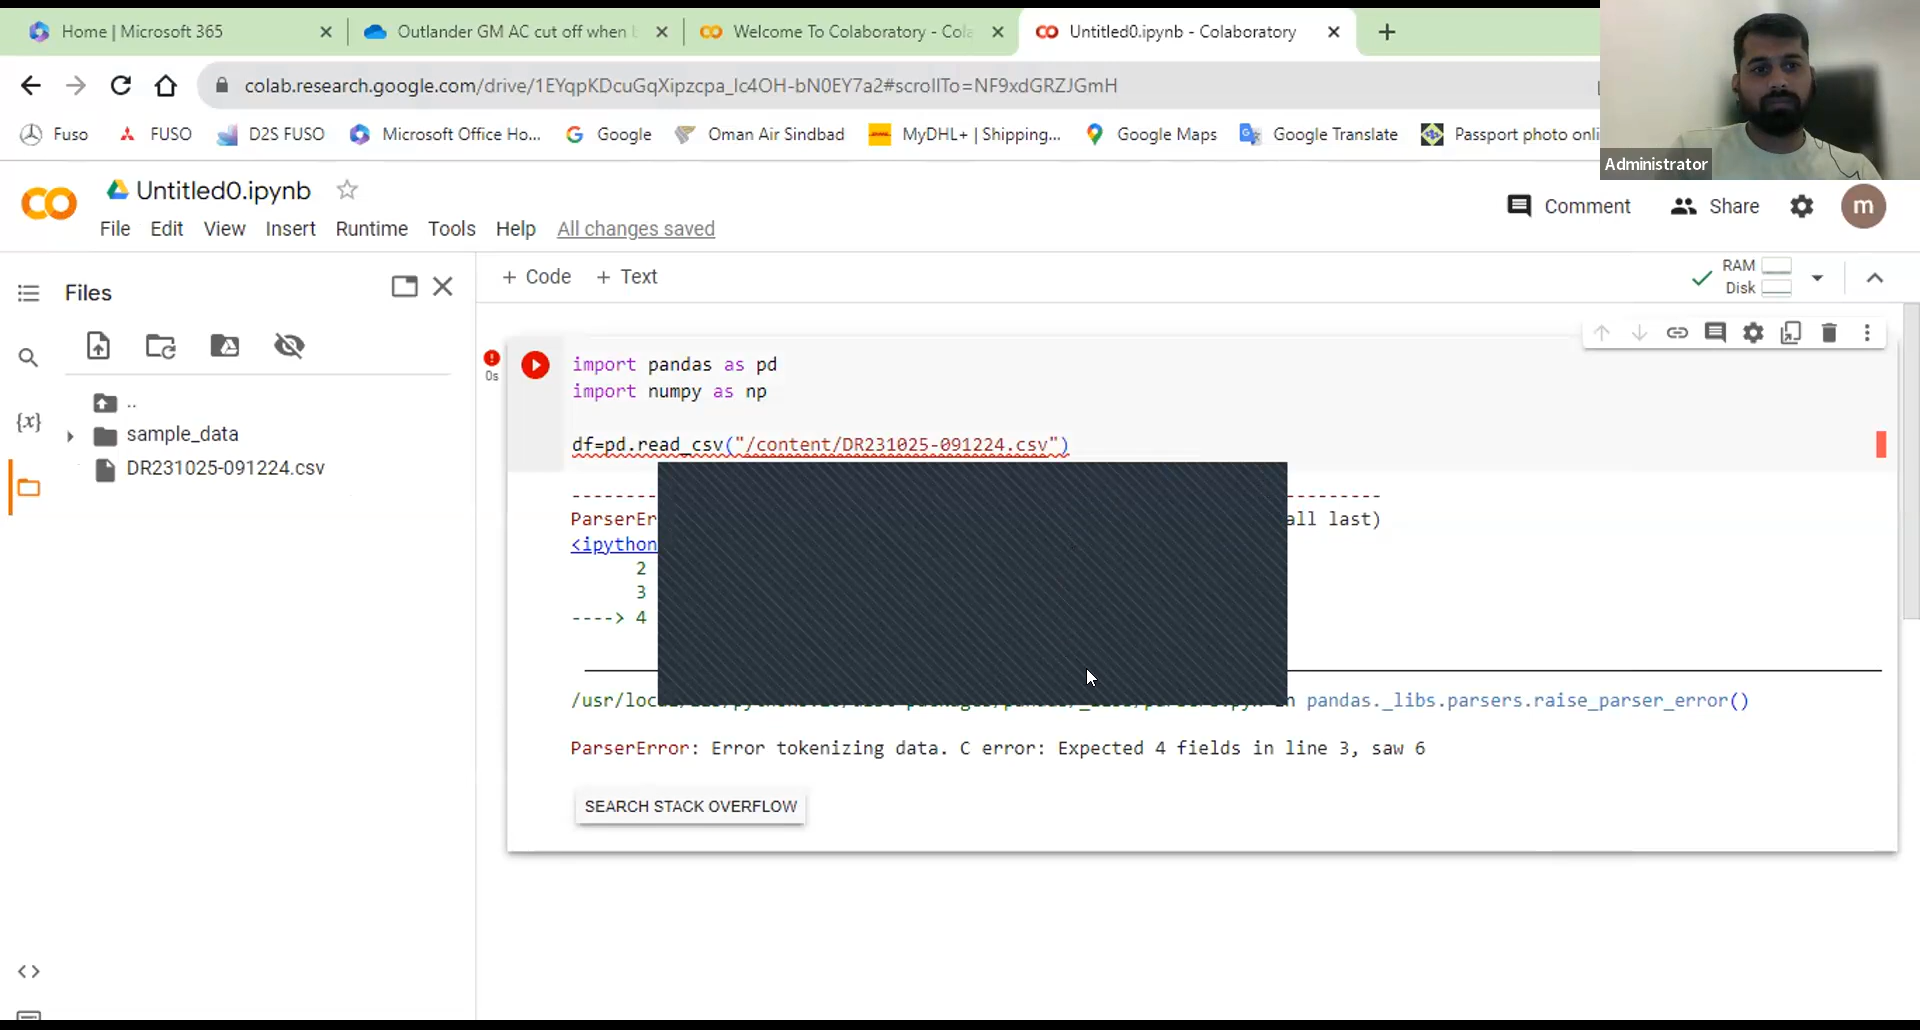 Home | Microsoft 365
Outlander GM AC cut off when
Welcome To Colaboratory - Cola
Untitled0.ipynb - Colaboratory
colab.research.google.com/drive/1EYqpKDcuGqXipzcpa_Ic4OH-bN0EY7a2#scrollTo=NF9xdGRZJGmH
Fuso
FUSO
D2S FUSO
Microsoft Office Ho...
Google
Oman Air Sindbad
MyDHL+ | Shipping,...
Google Maps
Google Translate
Passport photo onli
Administrator
Untitled0.ipynb
Comment
Share
m
File Edit View Insert Runtime Tools Help All changes saved
Files
+ Code + Text
RAM
Disk
..
sample_data
DR231025-091224.csv
{x}
0s
import pandas as pd
import numpy as np
df=pd.read_csv("/content/DR231025-091224.csv")
ParserEr
all last)
<ipython
2
3
----> 4
in pandas._libs.parsers.raise_parser_error()
ParserError: Error tokenizing data. C error: Expected 4 fields in line 3, saw 6
SEARCH STACK OVERFLOW